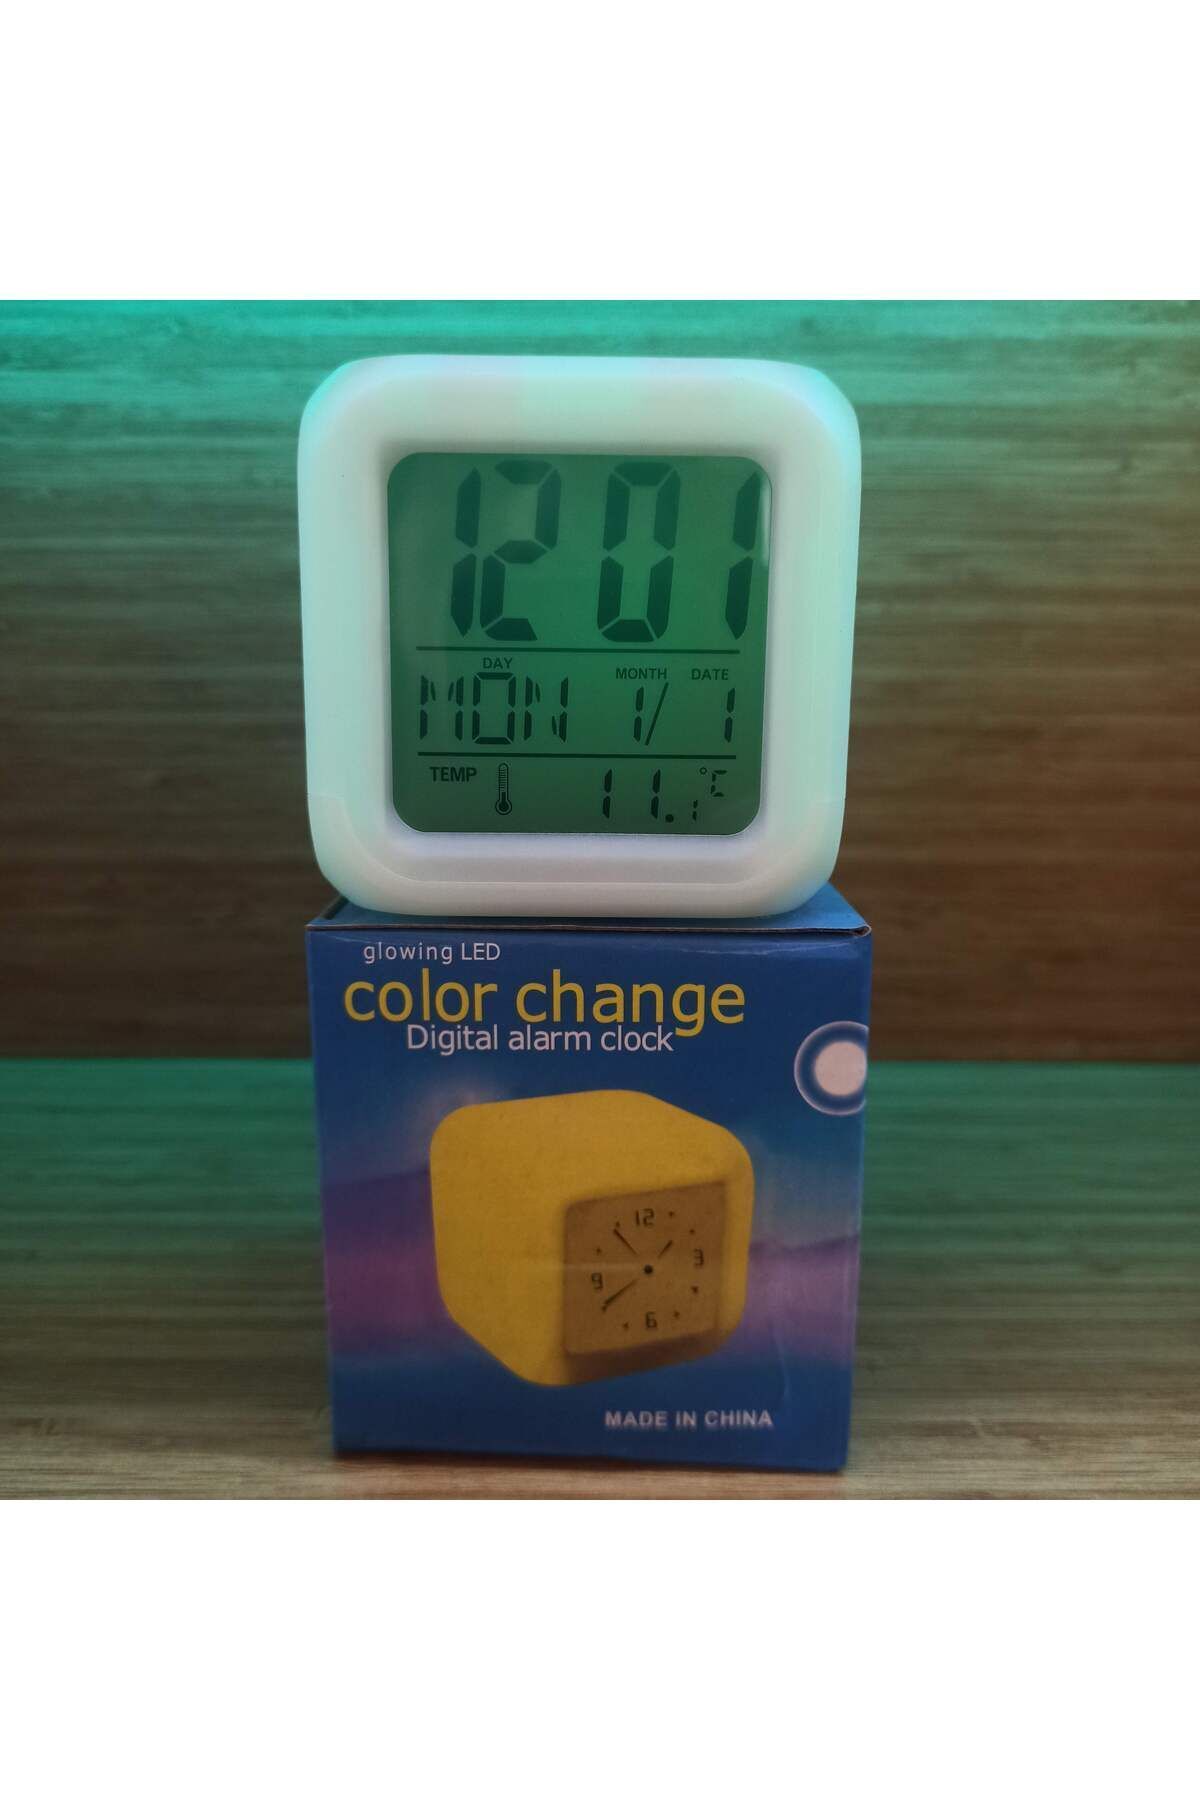 12 01
DAY
MONTH DATE
MON 1/ 1
TEMP 11.1 °C
glowing LED
color change
Digital alarm clock
12
9 3
6
MADE IN CHINA